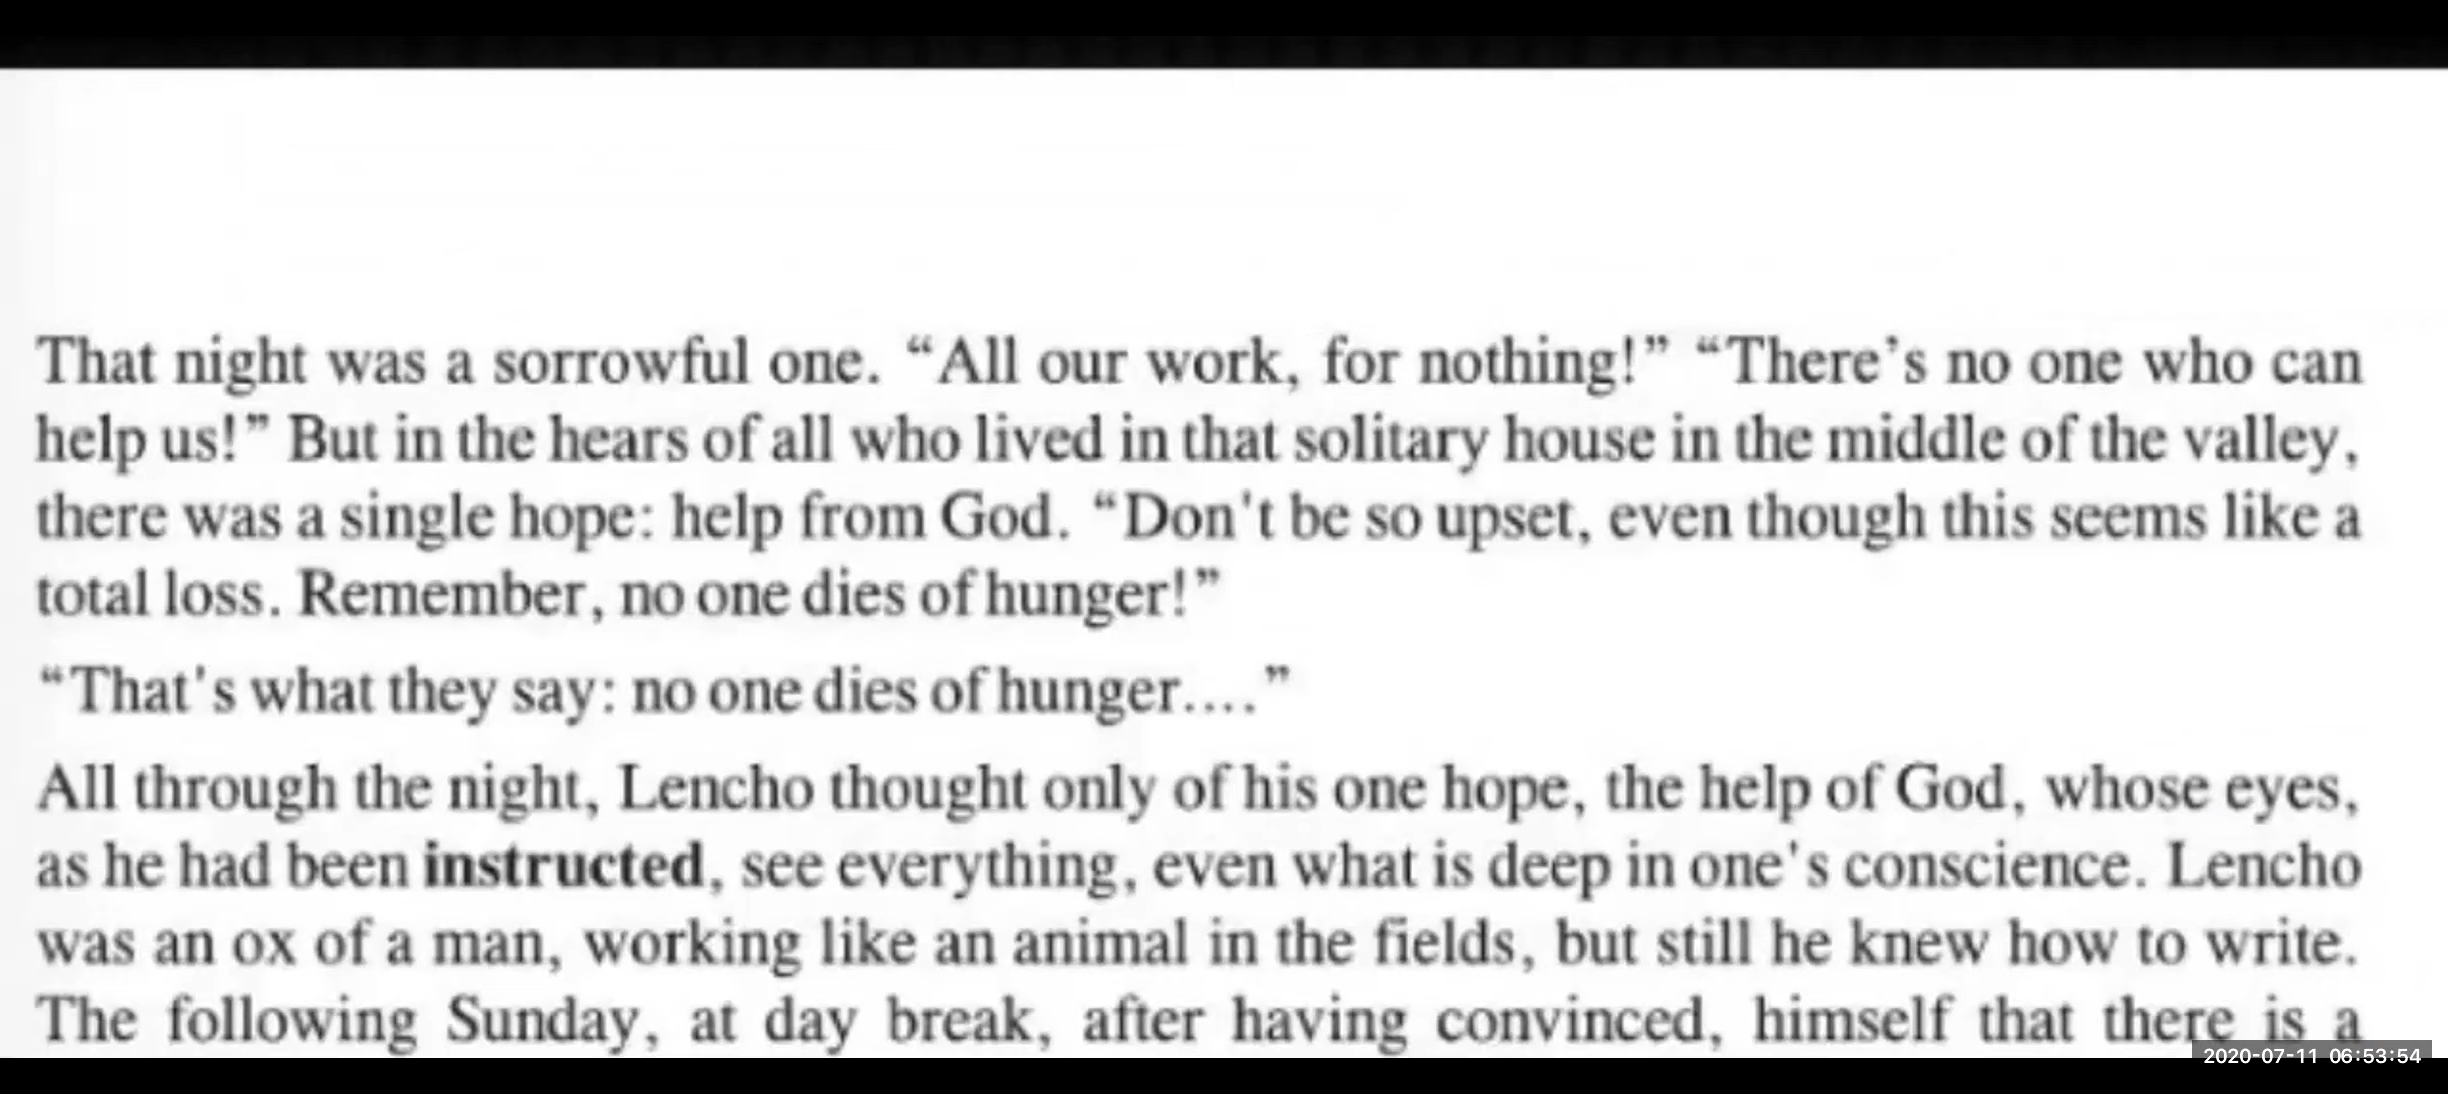 That night was a sorrowful one. “All our work, for nothing!” “There’s no one who can
help us!” But in the hears of all who lived in that solitary house in the middle of the valley,
there was a single hope: help from God. “Don't be so upset, even though this seems like a
total loss. Remember, no one dies of hunger!”
“That's what they say: no one dies of hunger....”
All through the night, Lencho thought only of his one hope, the help of God, whose eyes,
as he had been instructed, see everything, even what is deep in one's conscience. Lencho
was an ox of a man, working like an animal in the fields, but still he knew how to write.
The following Sunday, at day break, after having convinced, himself that there is a
2020-07-11 06:53:54